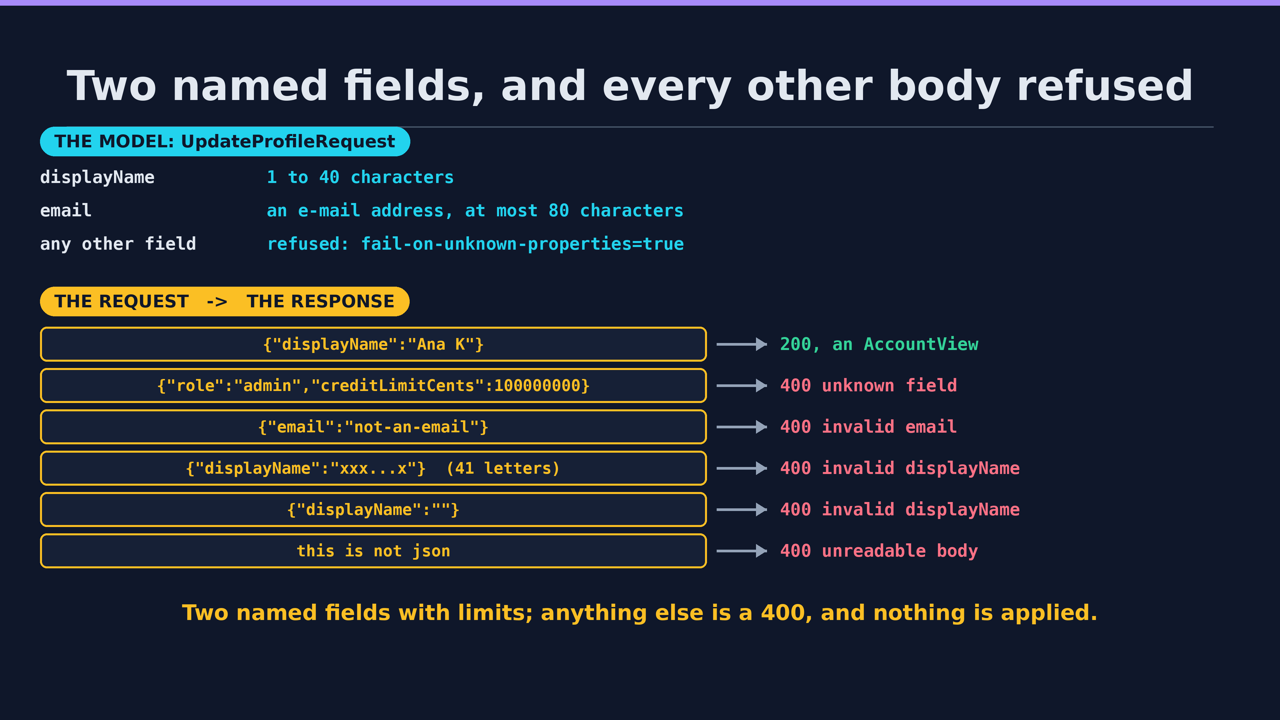 Two named fields, and every other body refused
THE MODEL: UpdateProfileRequest
displayName 1 to 40 characters
email an e-mail address, at most 80 characters
any other field refused: fail-on-unknown-properties=true
THE REQUEST -> THE RESPONSE
{"displayName":"Ana K"} 200, an AccountView
{"role":"admin","creditLimitCents":100000000} 400 unknown field
{"email":"not-an-email"} 400 invalid email
{"displayName":"xxx...x"} (41 letters) 400 invalid displayName
{"displayName":""} 400 invalid displayName
this is not json 400 unreadable body
Two named fields with limits; anything else is a 400, and nothing is applied.